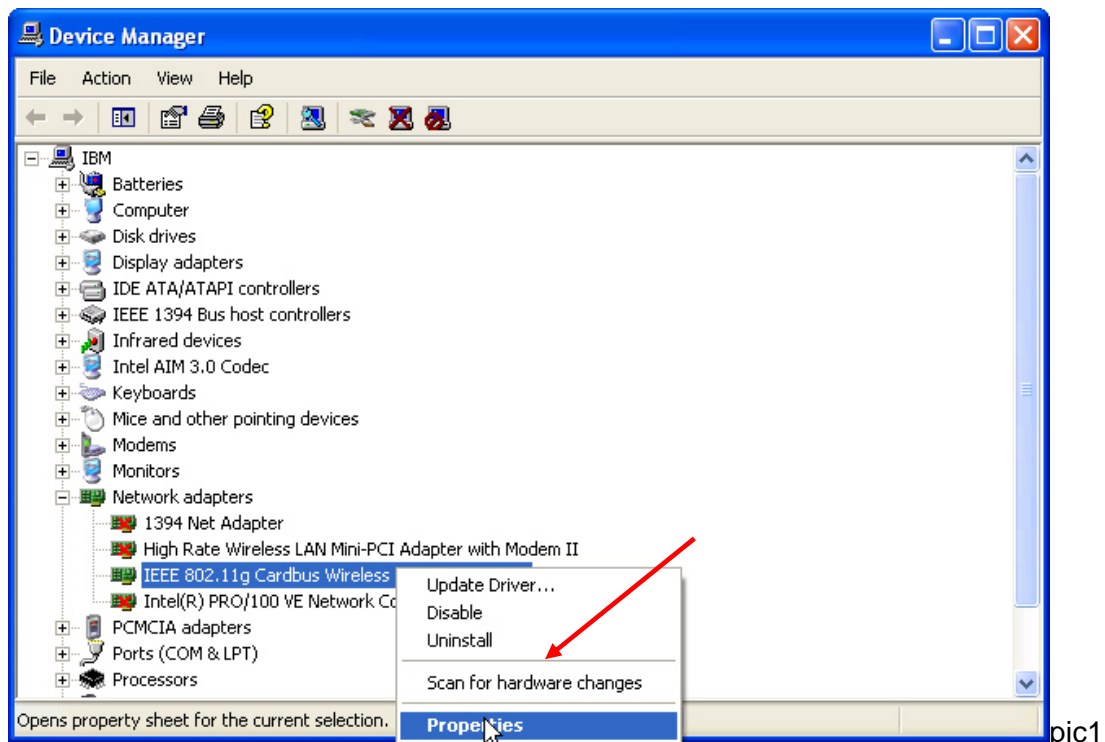 Device Manager
File Action View Help
IBM
Batteries
Computer
Disk drives
Display adapters
IDE ATA/ATAPI controllers
IEEE 1394 Bus host controllers
Infrared devices
Intel AIM 3.0 Codec
Keyboards
Mice and other pointing devices
Modems
Monitors
Network adapters
1394 Net Adapter
High Rate Wireless LAN Mini-PCI Adapter with Modem II
IEEE 802.11g Cardbus Wireless
Intel(R) PRO/100 VE Network Co
PCMCIA adapters
Ports (COM & LPT)
Processors
Update Driver...
Disable
Uninstall
Scan for hardware changes
Properties
Opens property sheet for the current selection.
pic1